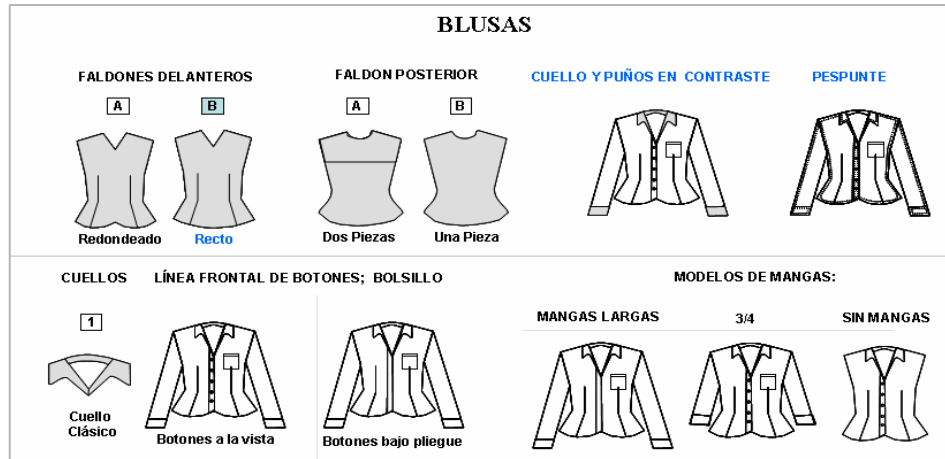 BLUSAS
FALDONES DELANTEROS
A
B
Redondeado
Recto
FALDON POSTERIOR
A
B
Dos Piezas
Una Pieza
CUELLO Y PUÑOS EN CONTRASTE
PESPUNTE
CUELLOS
1
Cuello
Clásico
LÍNEA FRONTAL DE BOTONES; BOLSILLO
Botones a la vista
Botones bajo pliegue
MODELOS DE MANGAS:
MANGAS LARGAS
3/4
SIN MANGAS